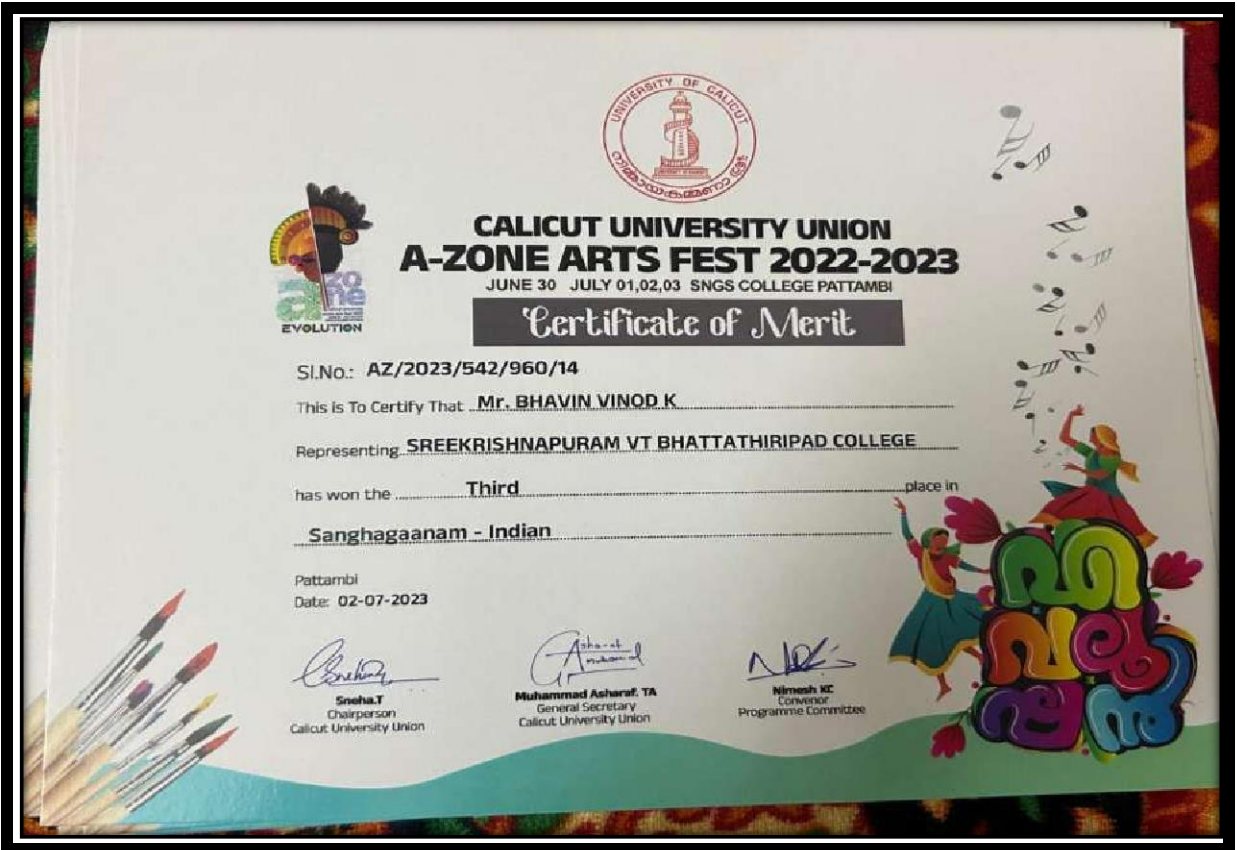 UNIVERSITY OF CALICUT
CALICUT UNIVERSITY UNION
A-ZONE ARTS FEST 2022-2023
JUNE 30 JULY 01,02,03 SNGS COLLEGE PATTAMBI
EVOLUTION
Certificate of Merit
Sl.No.: AZ/2023/542/960/14
This is To Certify That Mr. BHAVIN VINOD K
Representing SREEKRISHNAPURAM VT BHATTATHIRIPAD COLLEGE
has won the Third place in
Sanghagaanam - Indian
Pattambi
Date: 02-07-2023
Asharaf
Sneha.T
Chairperson
Calicut University Union
Muhammad Asharaf. TA
General Secretary
Calicut University Union
Nimesh KC
Convenor
Programme Committee